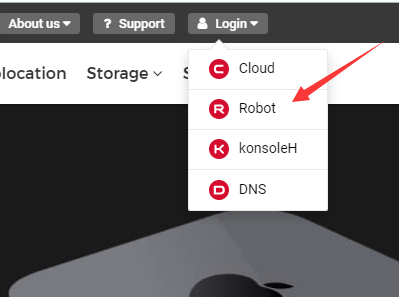 About us
? Support
Login
location
Storage
S
C Cloud
R Robot
K konsoleH
D DNS